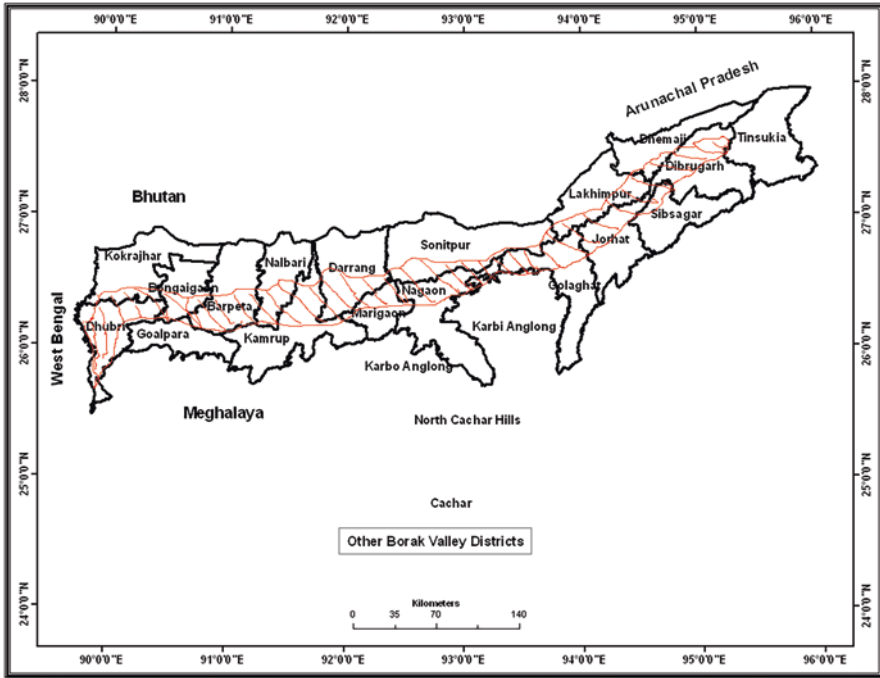 90°0'0"E 91°0'0"E 92°0'0"E 93°0'0"E 94°0'0"E 95°0'0"E 96°0'0"E
28°0'0"N
28°0'0"N
Arunachal Pradesh
Dnemaji
Tinsukia
Dibrugarh
Lakhimpur
27°0'0"N
Bhutan
Sibsagar
27°0'0"N
Sonitpur
Jorhat
Kokrajhar
Nalbari
Darrang
Bongaigaon
Nagaon
Golaghat
Barpeta
Marigaon
Dhubri
Goalpara
Kamrup
Karbi Anglong
26°0'0"N
West Bengal
26°0'0"N
Karbo Anglong
Meghalaya
North Cachar Hills
25°0'0"N
25°0'0"N
Cachar
Other Borak Valley Districts
24°0'0"N
Kilometers
24°0'0"N
0 35 70 140
90°0'0"E 91°0'0"E 92°0'0"E 93°0'0"E 94°0'0"E 95°0'0"E 96°0'0"E